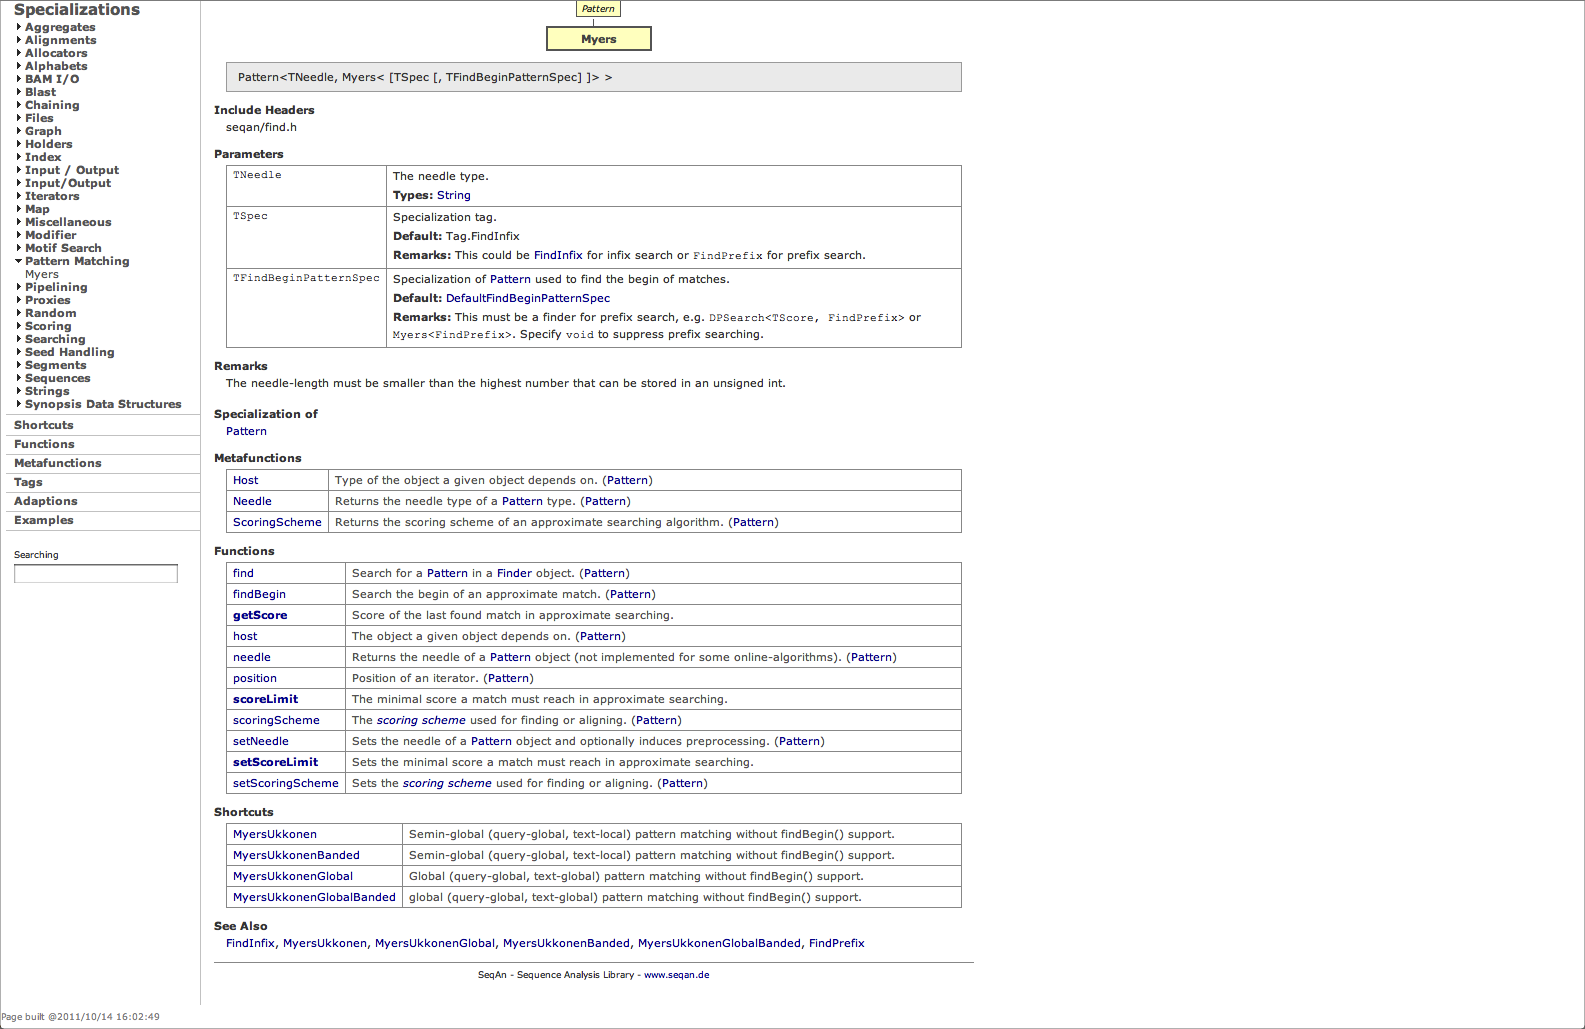 Specializations
Aggregates
Alignments
Allocators
Alphabets
BAM I/O
Blast
Chaining
Files
Graph
Holders
Index
Input / Output
Input/Output
Iterators
Map
Miscellaneous
Modifier
Motif Search
Pattern Matching
Myers
Pipelining
Proxies
Random
Scoring
Searching
Seed Handling
Segments
Sequences
Strings
Synopsis Data Structures
Shortcuts
Functions
Metafunctions
Tags
Adaptions
Examples
Searching
Page built @2011/10/14 16:02:49
Pattern
Myers
Pattern<TNeedle, Myers< [TSpec [, TFindBeginPatternSpec] ]> >
Include Headers
seqan/find.h
Parameters
TNeedle The needle type.
Types: String
TSpec Specialization tag.
Default: Tag.FindInfix
Remarks: This could be FindInfix for infix search or FindPrefix for prefix search.
TFindBeginPatternSpec Specialization of Pattern used to find the begin of matches.
Default: DefaultFindBeginPatternSpec
Remarks: This must be a finder for prefix search, e.g. DPSearch<TScore, FindPrefix> or
Myers<FindPrefix>. Specify void to suppress prefix searching.
Remarks
The needle-length must be smaller than the highest number that can be stored in an unsigned int.
Specialization of
Pattern
Metafunctions
Host Type of the object a given object depends on. (Pattern)
Needle Returns the needle type of a Pattern type. (Pattern)
ScoringScheme Returns the scoring scheme of an approximate searching algorithm. (Pattern)
Functions
find Search for a Pattern in a Finder object. (Pattern)
findBegin Search the begin of an approximate match. (Pattern)
getScore Score of the last found match in approximate searching.
host The object a given object depends on. (Pattern)
needle Returns the needle of a Pattern object (not implemented for some online-algorithms). (Pattern)
position Position of an iterator. (Pattern)
scoreLimit The minimal score a match must reach in approximate searching.
scoringScheme The scoring scheme used for finding or aligning. (Pattern)
setNeedle Sets the needle of a Pattern object and optionally induces preprocessing. (Pattern)
setScoreLimit Sets the minimal score a match must reach in approximate searching.
setScoringScheme Sets the scoring scheme used for finding or aligning. (Pattern)
Shortcuts
MyersUkkonen Semin-global (query-global, text-local) pattern matching without findBegin() support.
MyersUkkonenBanded Semin-global (query-global, text-local) pattern matching without findBegin() support.
MyersUkkonenGlobal Global (query-global, text-global) pattern matching without findBegin() support.
MyersUkkonenGlobalBanded global (query-global, text-global) pattern matching without findBegin() support.
See Also
FindInfix, MyersUkkonen, MyersUkkonenGlobal, MyersUkkonenBanded, MyersUkkonenGlobalBanded, FindPrefix
SeqAn - Sequence Analysis Library - www.seqan.de